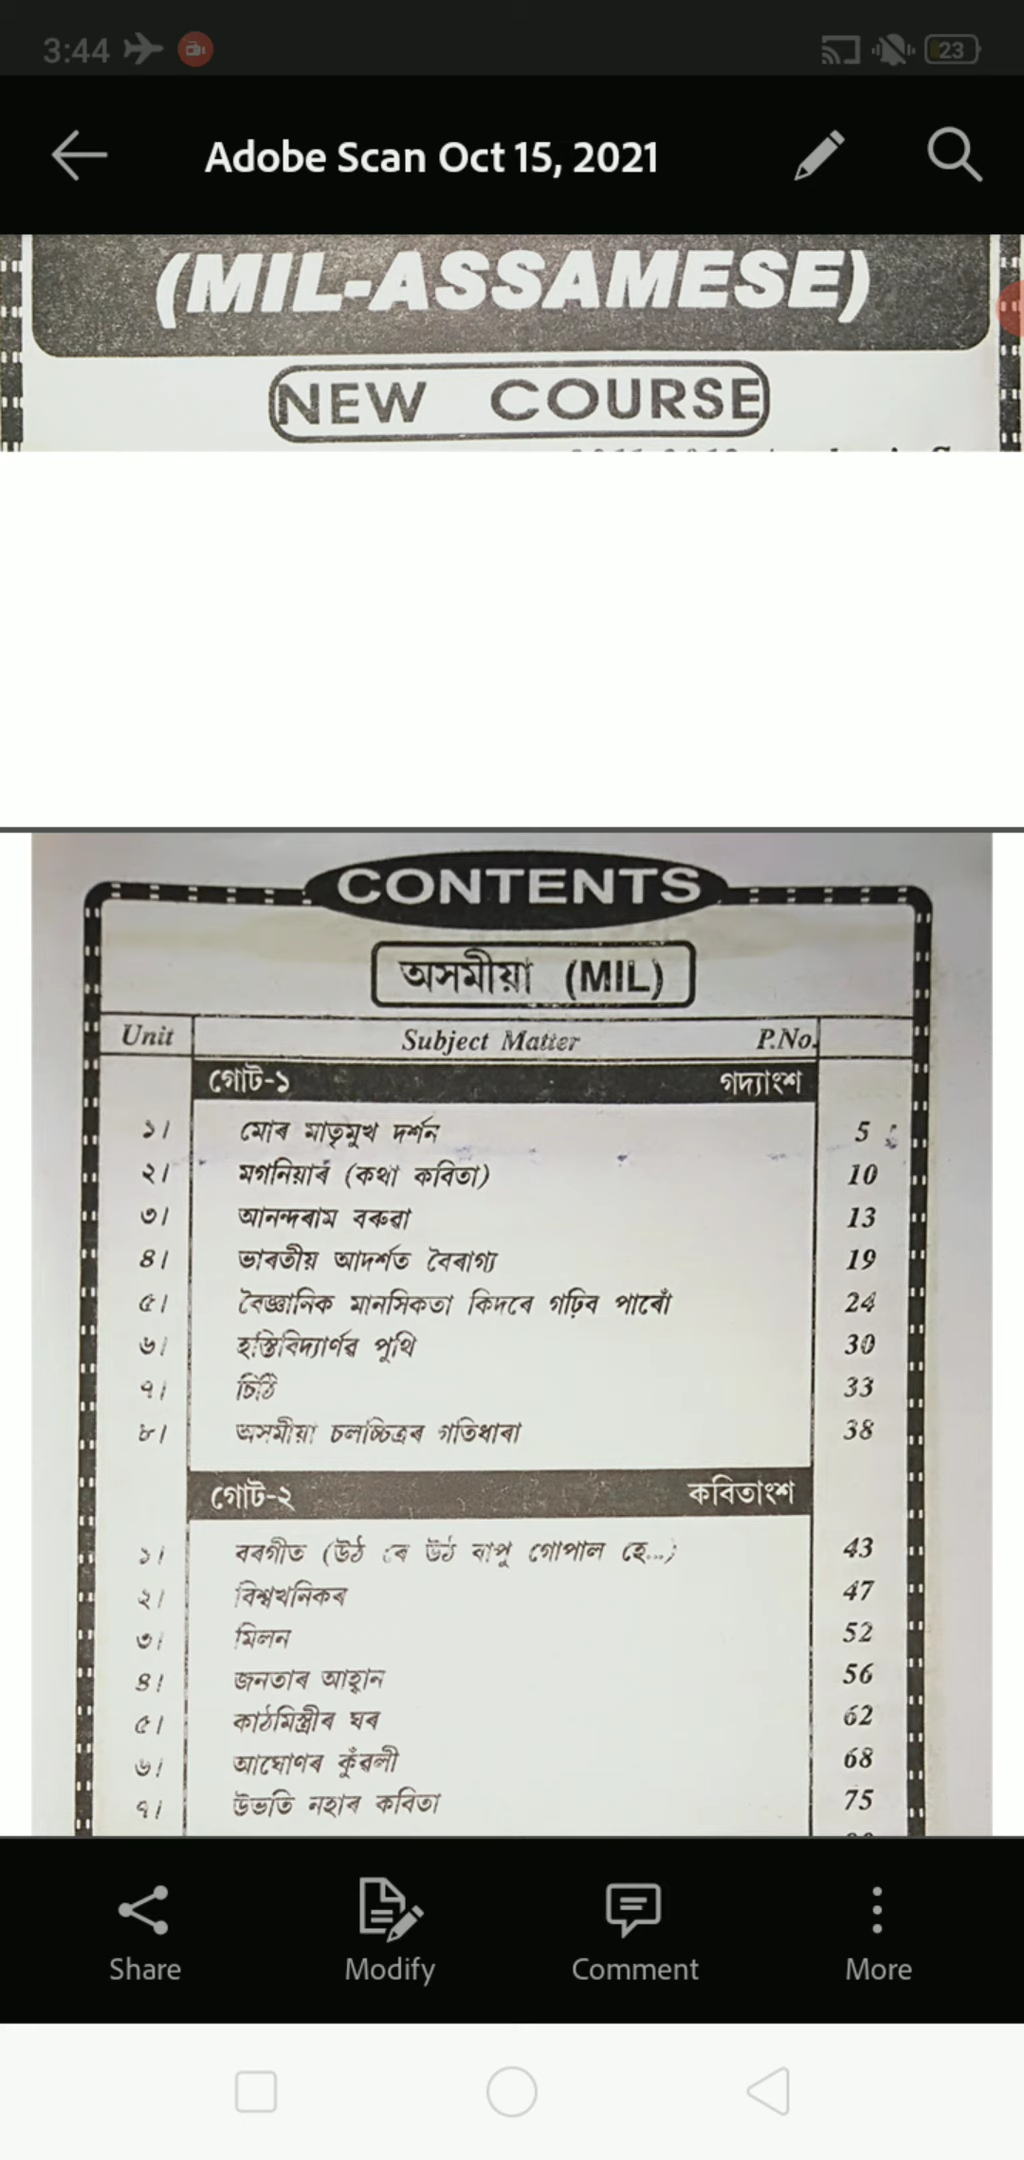 3:44 23
Adobe Scan Oct 15, 2021
(MIL-ASSAMESE)
NEW COURSE
CONTENTS
অসমীয়া (MIL)
Unit Subject Matter P.No.
গোট-১ গদ্যাংশ
১। মোৰ মাতৃমুখ দৰ্শন 5
২। মগনিয়াৰ (কথা কবিতা) 10
৩। আনন্দৰাম বৰুৱা 13
৪। ভাৰতীয় আদৰ্শত বৈৰাগ্য 19
৫। বৈজ্ঞানিক মানসিকতা কিদৰে গঢ়িব পাৰোঁ 24
৬। হস্তিবিদ্যাৰ্ণৱ পুথি 30
৭। চিঠি 33
৮। অসমীয়া চলচ্চিত্ৰৰ গতিধাৰা 38
গোট-২ কবিতাংশ
১। বৰগীত (উঠ ৰে উঠ বাপু গোপাল হে...) 43
২। বিশ্বখনিকৰ 47
৩। মিলন 52
৪। জনতাৰ আহ্বান 56
৫। কাঠমিস্ত্ৰীৰ ঘৰ 62
৬। আঘোণৰ কুঁৱলী 68
৭। উভতি নহাৰ কবিতা 75
Share Modify Comment More